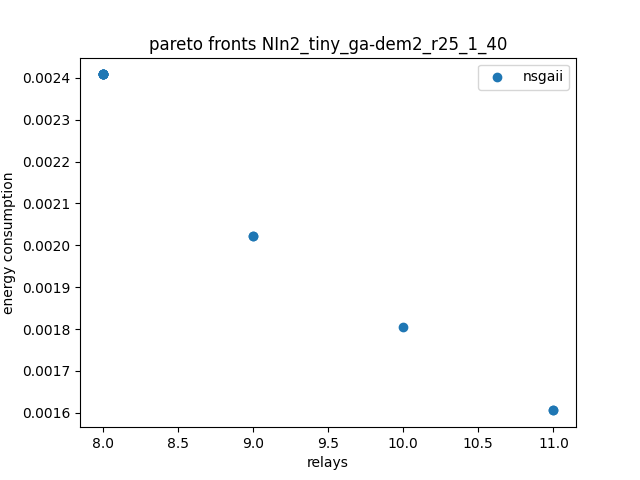 pareto fronts NIn2_tiny_ga-dem2_r25_1_40
nsgaii
energy consumption
0.0024
0.0023
0.0022
0.0021
0.0020
0.0019
0.0018
0.0017
0.0016
8.0 8.5 9.0 9.5 10.0 10.5 11.0
relays